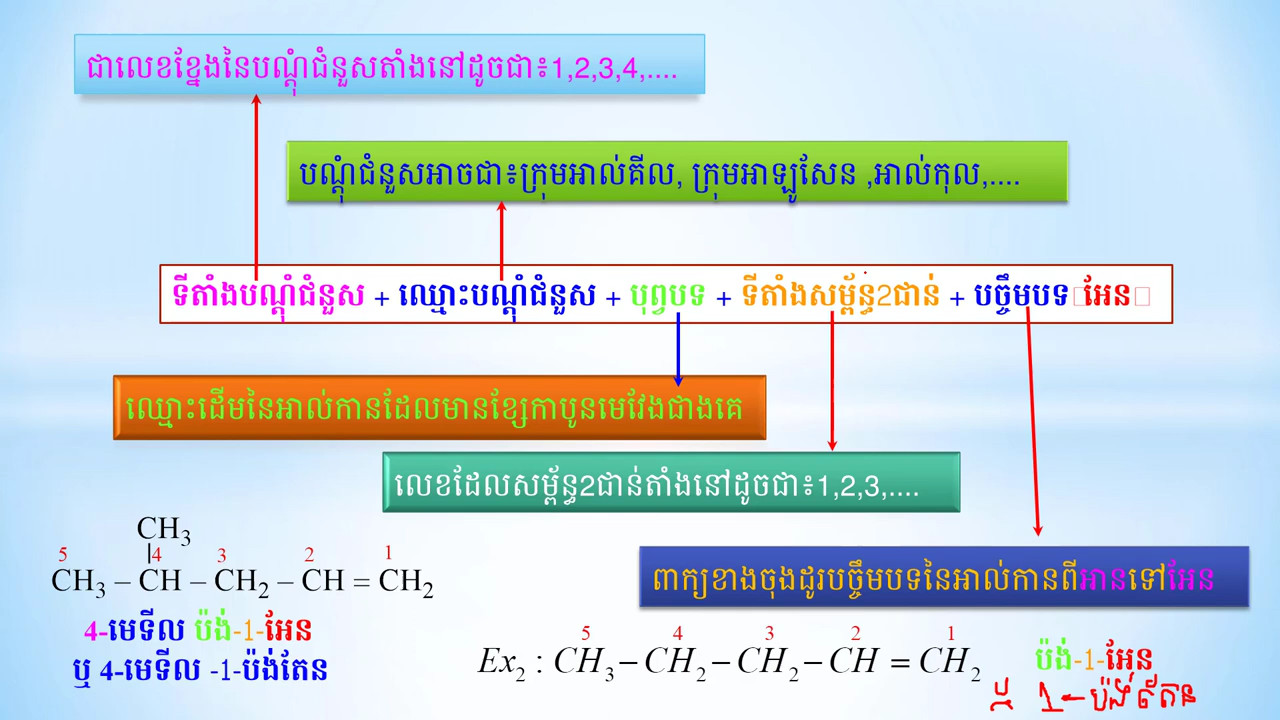 ជាលេខខ្នែងនៃបណ្តុំជំនួសតាំងនៅដូចជា៖1,2,3,4,....
បណ្តុំជំនួសអាចជា៖ក្រុមអាល់គីល, ក្រុមអាឡូសែន ,អាល់កុល,....
ទីតាំងបណ្តុំជំនួស + ឈ្មោះបណ្តុំជំនួស + បុព្វបទ + ទីតាំងសម្ព័ន្ធ2ជាន់ + បច្ចឹមបទ អែន
ឈ្មោះដើមនៃអាល់កានដែលមានខ្សែកាបូនមេវែងជាងគេ
លេខដែលសម្ព័ន្ធ2ជាន់តាំងនៅដូចជា៖1,2,3,....
ពាក្យខាងចុងដូរបច្ចឹមបទនៃអាល់កានពីអានទៅអែន
CH3
5 4 3 2 1
CH3 – CH – CH2 – CH = CH2
4-មេទីល ប៉ង់-1-អែន
ឬ 4-មេទីល -1-ប៉ង់តែន
5 4 3 2 1
Ex2 : CH3 – CH2 – CH2 – CH = CH2
ប៉ង់-1-អែន
ឬ 1-ប៉ង់តែន